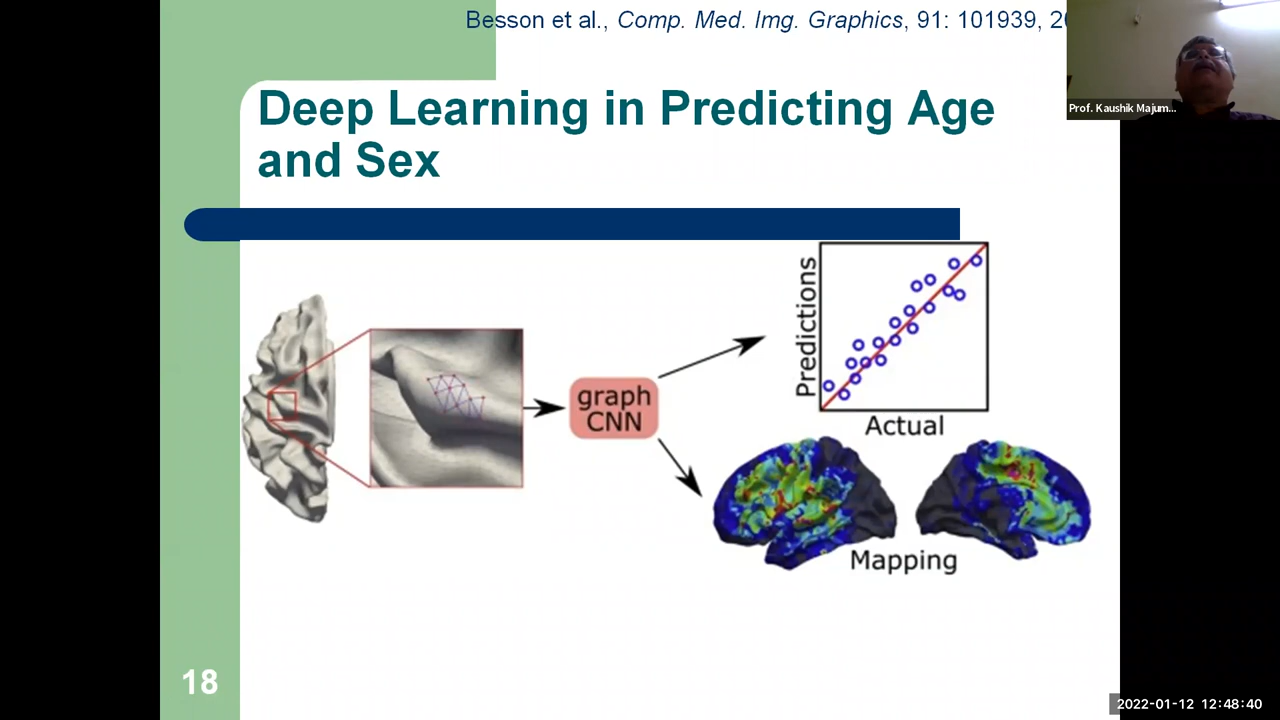 Besson et al., Comp. Med. Img. Graphics, 91: 101939,
Prof. Kaushik Majum...
Deep Learning in Predicting Age
and Sex
Predictions
graph
CNN
Actual
Mapping
18
2022-01-12 12:48:40